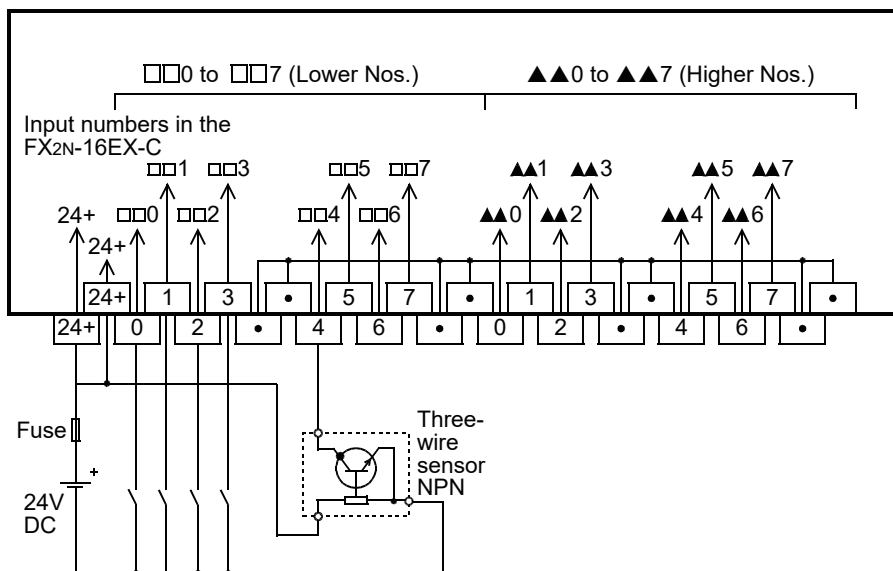 □□0 to □□7 (Lower Nos.) ▲▲0 to ▲▲7 (Higher Nos.)
Input numbers in the
FX2N-16EX-C
□□1 □□3 □□5 □□7 ▲▲1 ▲▲3 ▲▲5 ▲▲7
24+ □□0 □□2 □□4 □□6 ▲▲0 ▲▲2 ▲▲4 ▲▲6
24+
24+ 1 3 • 5 7 • 1 3 • 5 7 •
24+ 0 2 • 4 6 • 0 2 • 4 6 •
Fuse
+
24V
DC
Three-
wire
sensor
NPN